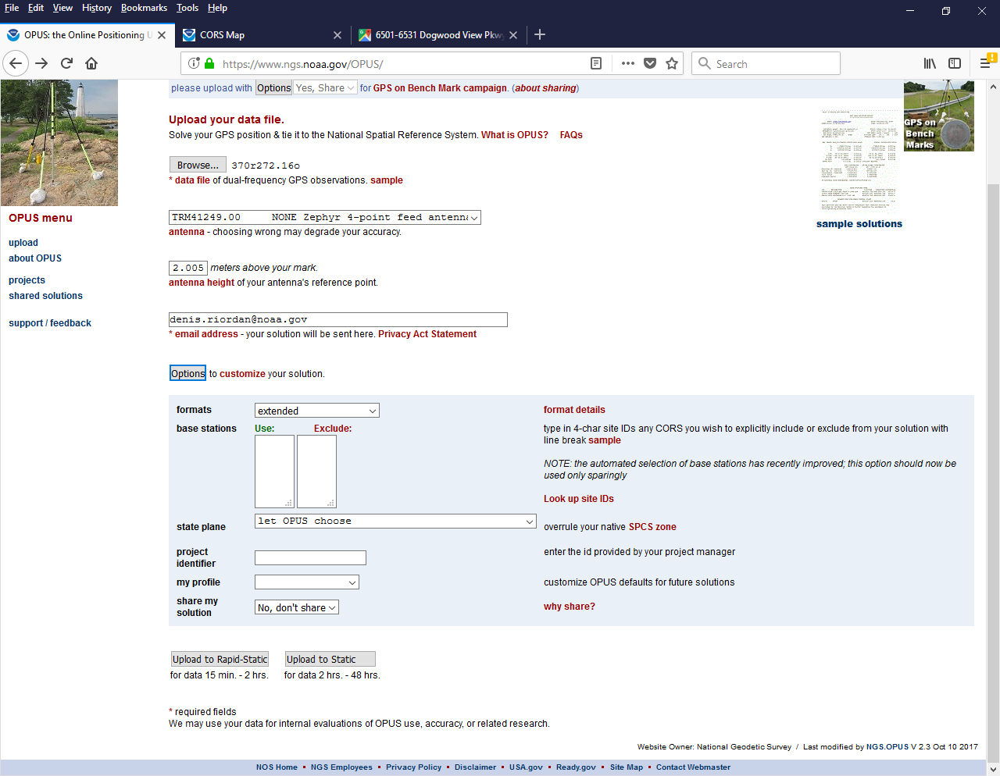 File Edit View History Bookmarks Tools Help
OPUS: the Online Positioning U
CORS Map
6501-6531 Dogwood View Pkw
https://www.ngs.noaa.gov/OPUS/
Search
please upload with Options Yes, Share for GPS on Bench Mark campaign. (about sharing)
GPS on
Bench
Marks
Upload your data file.
Solve your GPS position & tie it to the National Spatial Reference System. What is OPUS? FAQs
Browse... 370r272.16o
* data file of dual-frequency GPS observations. sample
sample solutions
OPUS menu
upload
about OPUS
projects
shared solutions
support / feedback
TRM41249.00 NONE Zephyr 4-point feed antenna
antenna - choosing wrong may degrade your accuracy.
2.005 meters above your mark.
antenna height of your antenna's reference point.
denis.riordan@noaa.gov
* email address - your solution will be sent here. Privacy Act Statement
Options to customize your solution.
formats extended format details
base stations Use: Exclude: type in 4-char site IDs any CORS you wish to explicitly include or exclude from your solution with
line break sample
NOTE: the automated selection of base stations has recently improved; this option should now be
used only sparingly
Look up site IDs
state plane let OPUS choose overrule your native SPCS zone
project
identifier
enter the id provided by your project manager
my profile customize OPUS defaults for future solutions
share my
solution
No, don't share why share?
Upload to Rapid-Static Upload to Static
for data 15 min. - 2 hrs. for data 2 hrs. - 48 hrs.
* required fields
We may use your data for internal evaluations of OPUS use, accuracy, or related research.
Website Owner: National Geodetic Survey / Last modified by NGS.OPUS V 2.3 Oct 10 2017
NOS Home ▪ NGS Employees ▪ Privacy Policy ▪ Disclaimer ▪ USA.gov ▪ Ready.gov ▪ Site Map ▪ Contact Webmaster